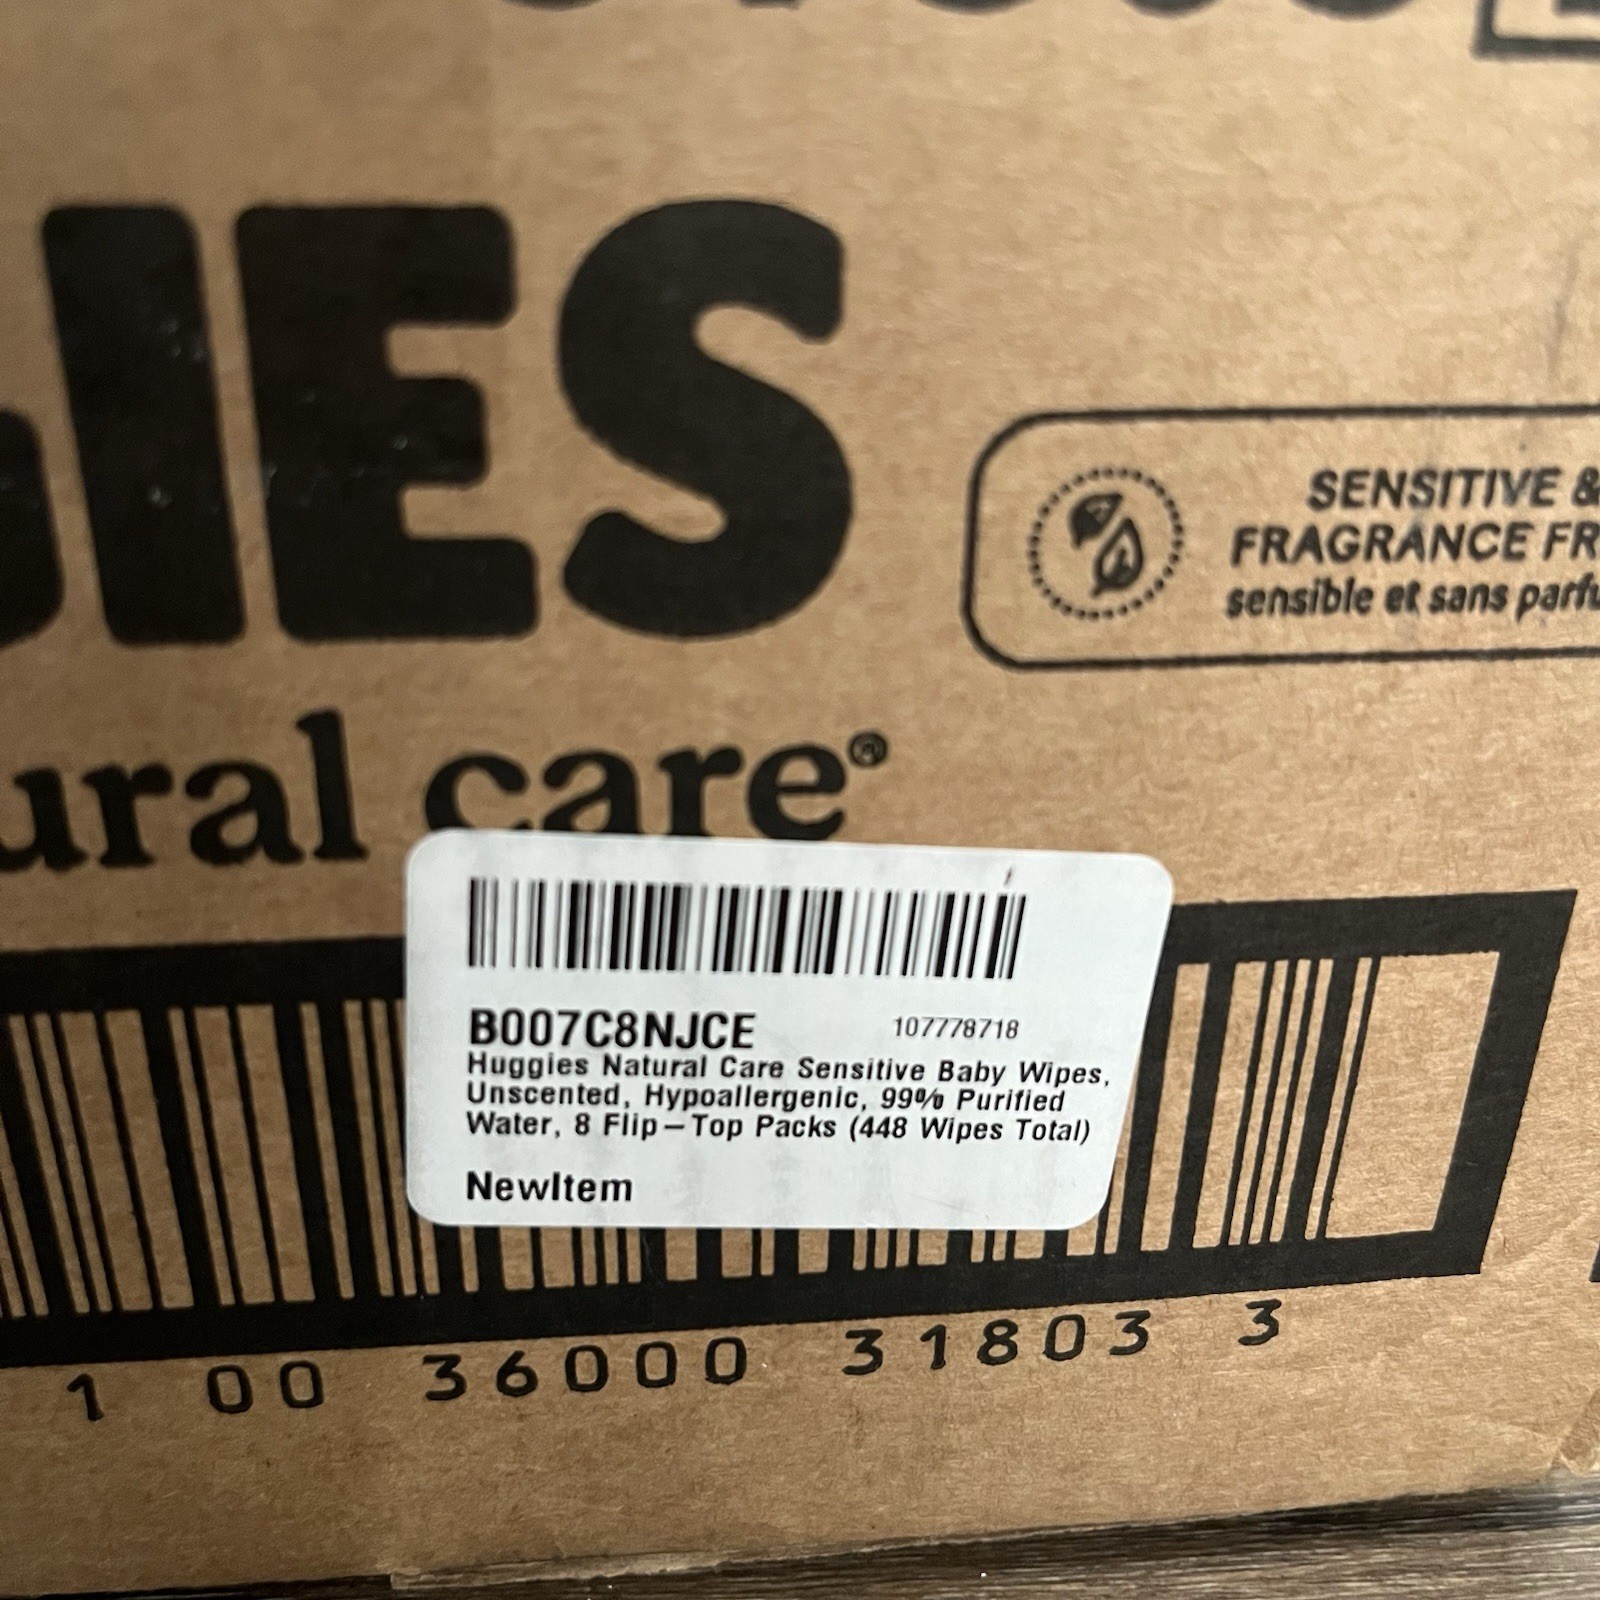 IES
ural care®
SENSITIVE &
FRAGRANCE FR
sensible et sans parfu
B007C8NJCE 107778718
Huggies Natural Care Sensitive Baby Wipes,
Unscented, Hypoallergenic, 99% Purified
Water, 8 Flip-Top Packs (448 Wipes Total)
NewItem
1 00 36000 31803 3